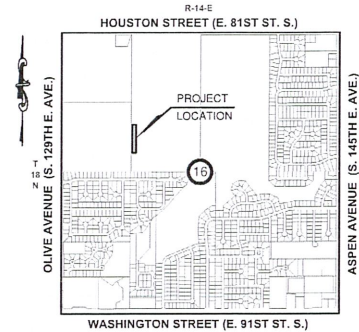 R-14-E
HOUSTON STREET (E. 81ST ST. S.)
PROJECT
LOCATION
OLIVE AVENUE (S. 129TH E. AVE.)
T
18
N
16
ASPEN AVENUE (S. 145TH E. AVE.)
WASHINGTON STREET (E. 91ST ST. S.)